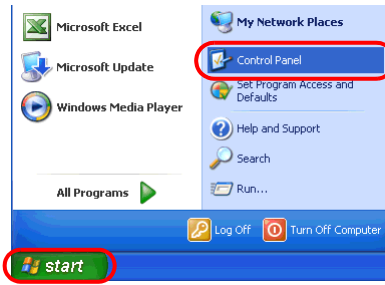 Microsoft Excel
Microsoft Update
Windows Media Player
All Programs
My Network Places
Control Panel
Set Program Access and
Defaults
Help and Support
Search
Run...
Log Off
Turn Off Computer
start